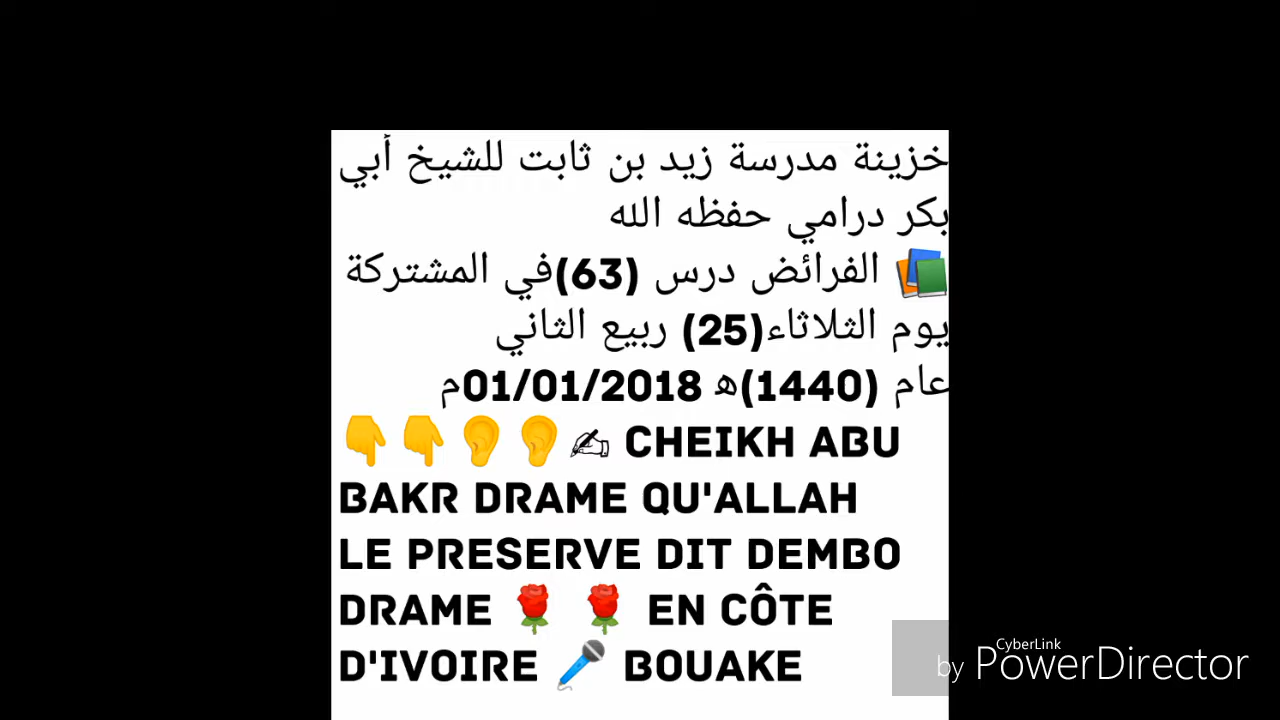 خزينة مدرسة زيد بن ثابت للشيخ أبي
بكر درامي حفظه الله
📚 الفرائض درس (63)في المشتركة
يوم الثلاثاء(25) ربيع الثاني
عام (1440)ه 01/01/2018م
👇👇👂👂✍ CHEIKH ABU
BAKR DRAME QU'ALLAH
LE PRESERVE DIT DEMBO
DRAME 🌹 🌹 EN CÔTE
D'IVOIRE 🎤 BOUAKE
CyberLink
by PowerDirector